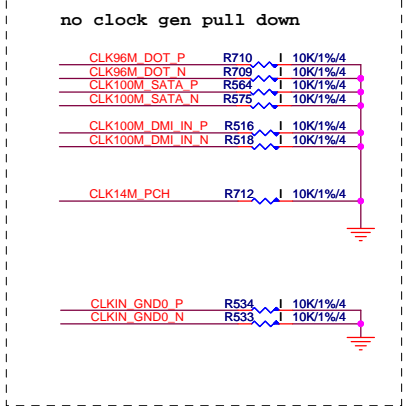 no clock gen pull down
CLK96M_DOT_P R710 I 10K/1%/4
CLK96M_DOT_N R709 I 10K/1%/4
CLK100M_SATA_P R564 I 10K/1%/4
CLK100M_SATA_N R575 I 10K/1%/4
CLK100M_DMI_IN_P R516 I 10K/1%/4
CLK100M_DMI_IN_N R518 I 10K/1%/4
CLK14M_PCH R712 I 10K/1%/4
CLKIN_GND0_P R534 I 10K/1%/4
CLKIN_GND0_N R533 I 10K/1%/4